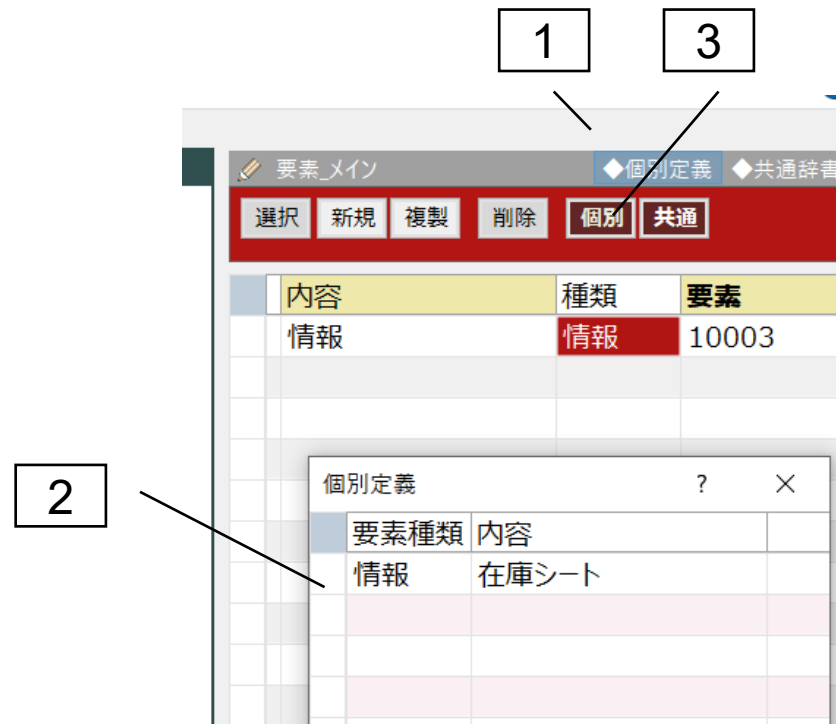 1 3
要素_メイン ◆個別定義 ◆共通辞書
選択 新規 複製 削除 個別 共通
内容 種類 要素
情報 情報 10003
2
個別定義 ? ×
要素種類 内容
情報 在庫シート